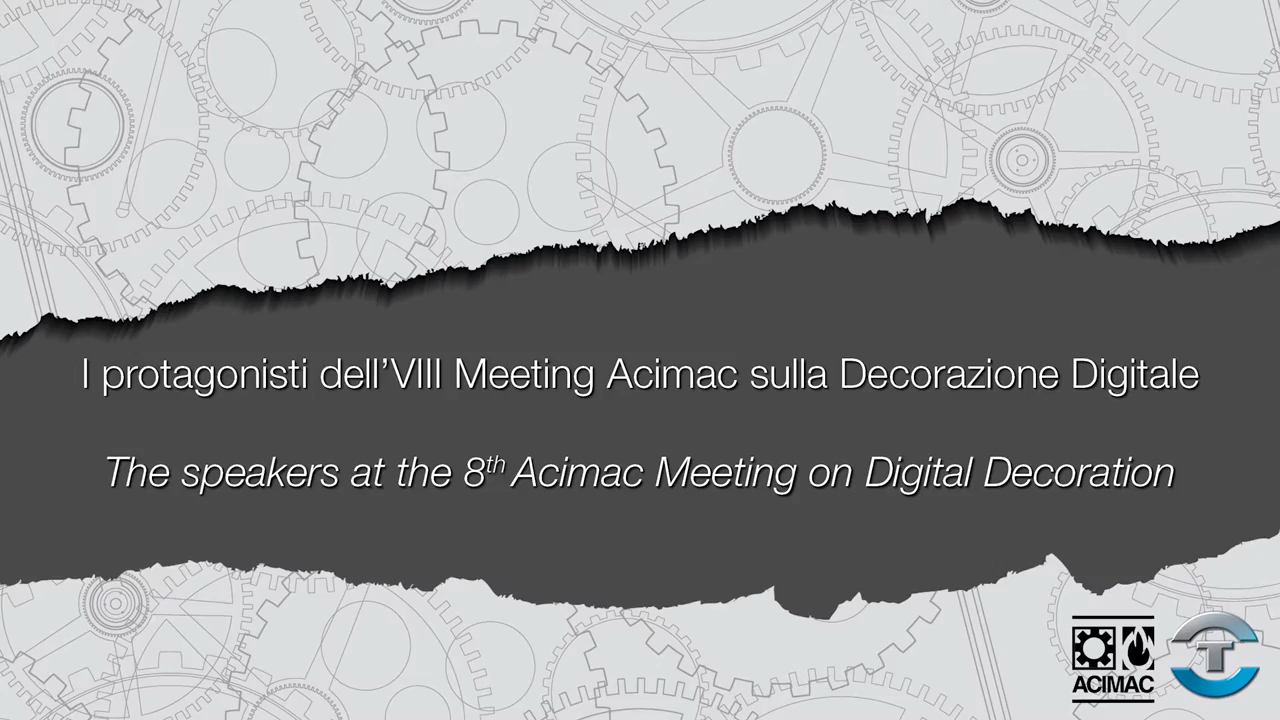 I protagonisti dell’VIII Meeting Acimac sulla Decorazione Digitale
The speakers at the 8th Acimac Meeting on Digital Decoration
ACIMAC
T